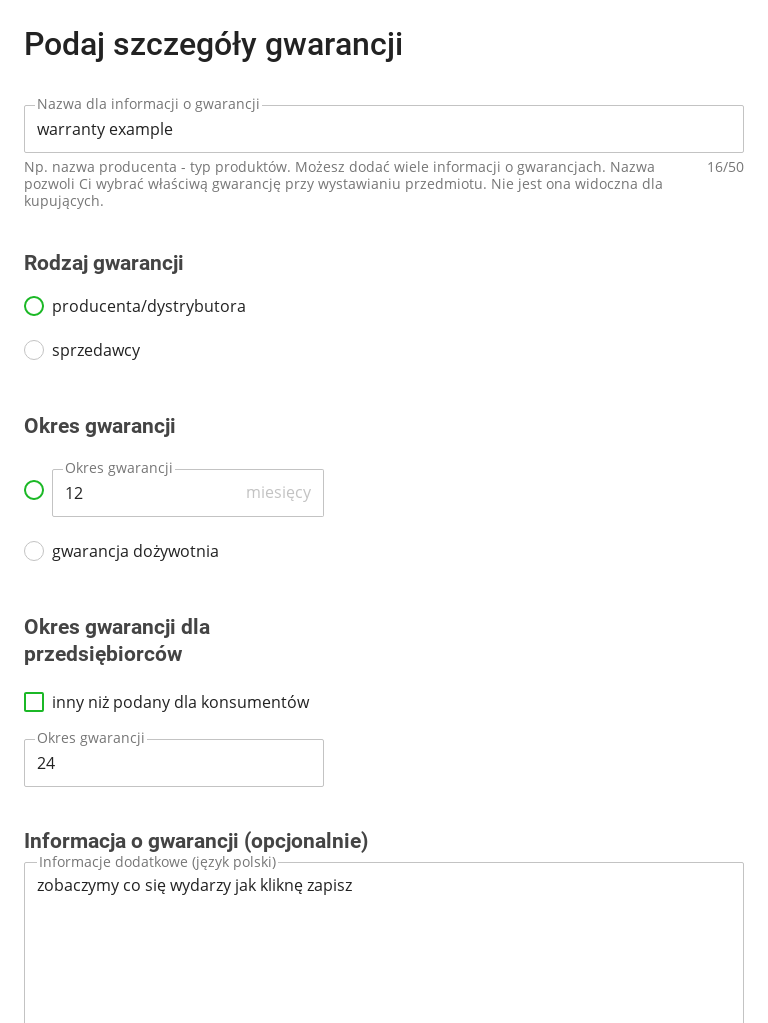 Podaj szczegóły gwarancji
Nazwa dla informacji o gwarancji
warranty example
Np. nazwa producenta - typ produktów. Możesz dodać wiele informacji o gwarancjach. Nazwa 16/50
pozwoli Ci wybrać właściwą gwarancję przy wystawianiu przedmiotu. Nie jest ona widoczna dla
kupujących.
Rodzaj gwarancji
producenta/dystrybutora
sprzedawcy
Okres gwarancji
Okres gwarancji
12 miesięcy
gwarancja dożywotnia
Okres gwarancji dla
przedsiębiorców
inny niż podany dla konsumentów
Okres gwarancji
24
Informacja o gwarancji (opcjonalnie)
Informacje dodatkowe (język polski)
zobaczymy co się wydarzy jak kliknę zapisz